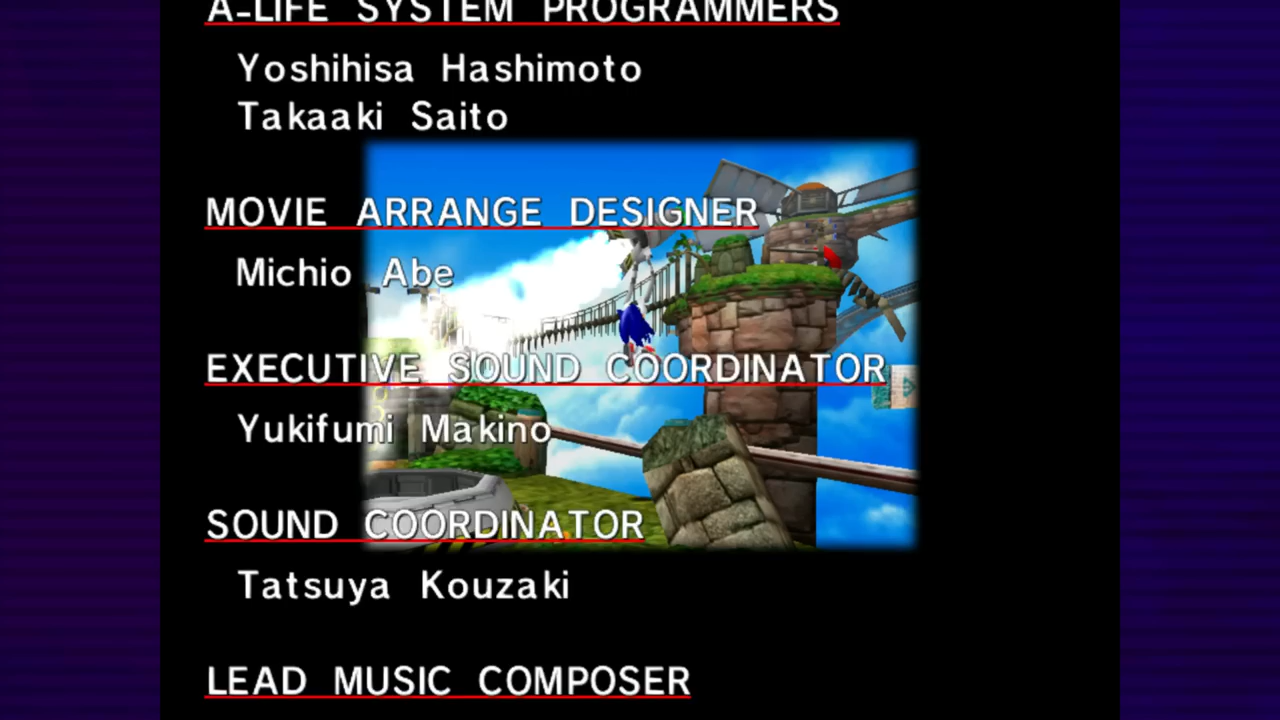 A-LIFE SYSTEM PROGRAMMERS
Yoshihisa Hashimoto
Takaaki Saito
MOVIE ARRANGE DESIGNER
Michio Abe
EXECUTIVE SOUND COORDINATOR
Yukifumi Makino
SOUND COORDINATOR
Tatsuya Kouzaki
LEAD MUSIC COMPOSER